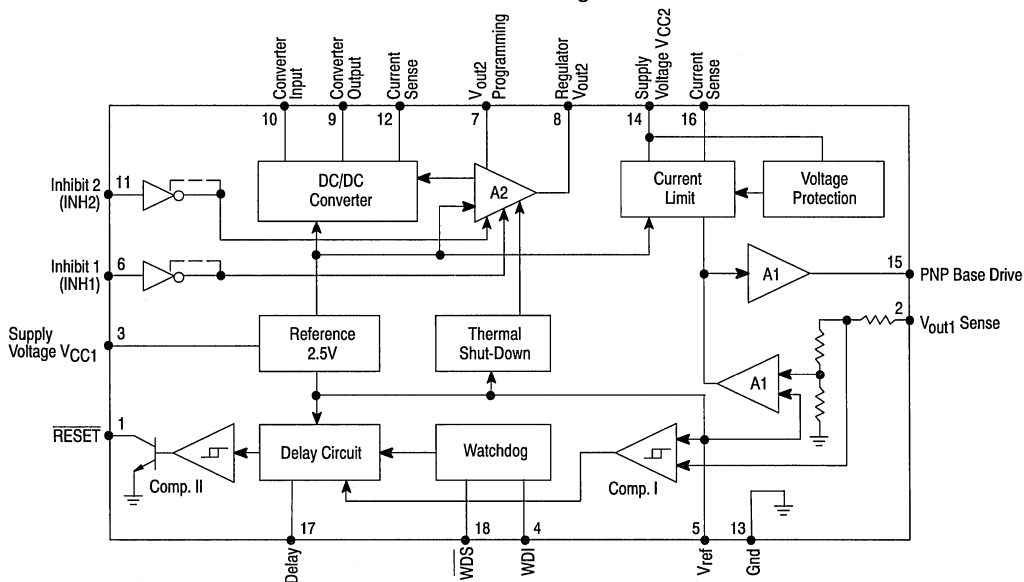 Converter
Input
Converter
Output
Current
Sense
Vout2
Programming
Regulator
Vout2
Supply
Voltage VCC2
Current
Sense
10
9
12
7
8
14
16
Inhibit 2
(INH2)
11
DC/DC
Converter
A2
Current
Limit
Voltage
Protection
Inhibit 1
(INH1)
6
A1
15
PNP Base Drive
2
Vout1 Sense
Supply
Voltage VCC1
3
Reference
2.5V
Thermal
Shut-Down
A1
RESET
1
Comp. II
Delay Circuit
Watchdog
Comp. I
17
18
4
5
13
Delay
WDS
WDI
Vref
Gnd